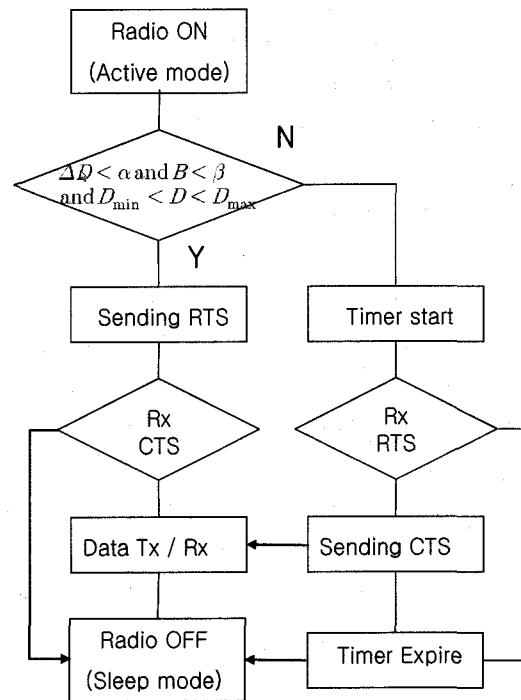 Radio ON
(Active mode)
N
ΔD < α and B < β
and D_min < D < D_max
Y
Sending RTS
Timer start
Rx
CTS
Rx
RTS
Data Tx / Rx
Sending CTS
Radio OFF
(Sleep mode)
Timer Expire